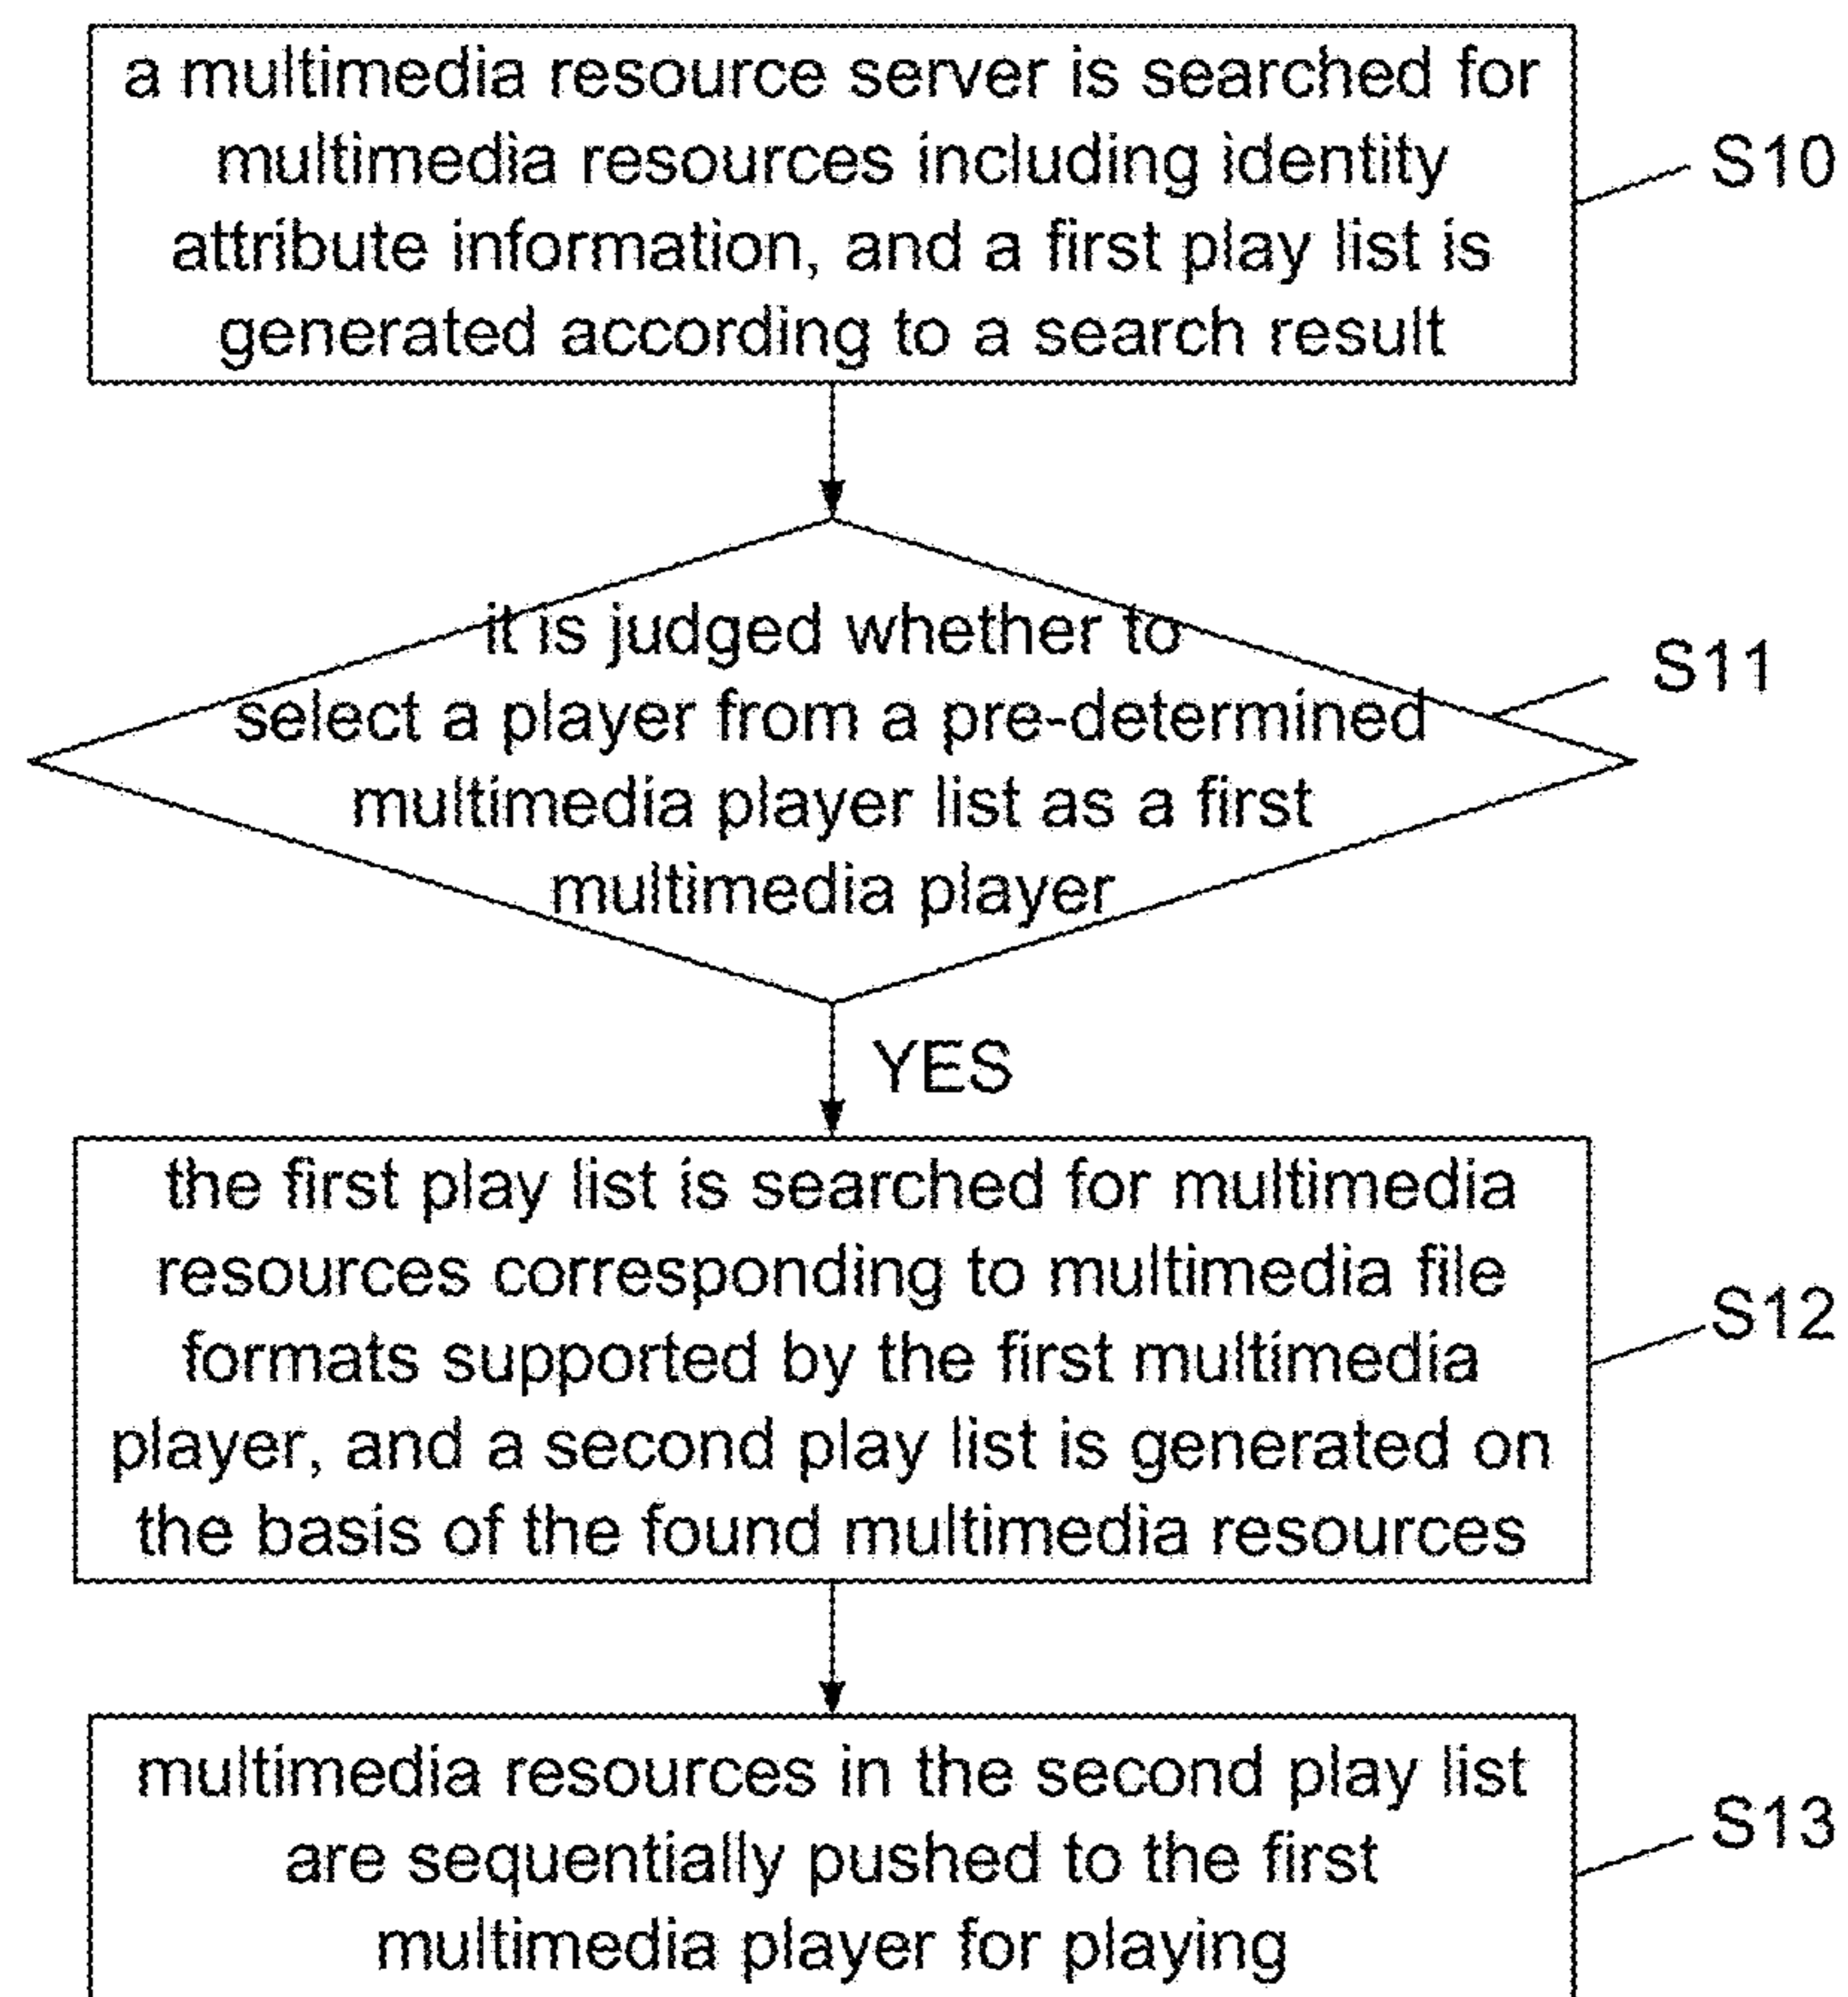 a multimedia resource server is searched for
multimedia resources including identity
attribute information, and a first play list is
generated according to a search result
S10
it is judged whether to
select a player from a pre-determined
multimedia player list as a first
multimedia player
S11
YES
the first play list is searched for multimedia
resources corresponding to multimedia file
formats supported by the first multimedia
player, and a second play list is generated on
the basis of the found multimedia resources
S12
multimedia resources in the second play list
are sequentially pushed to the first
multimedia player for playing
S13